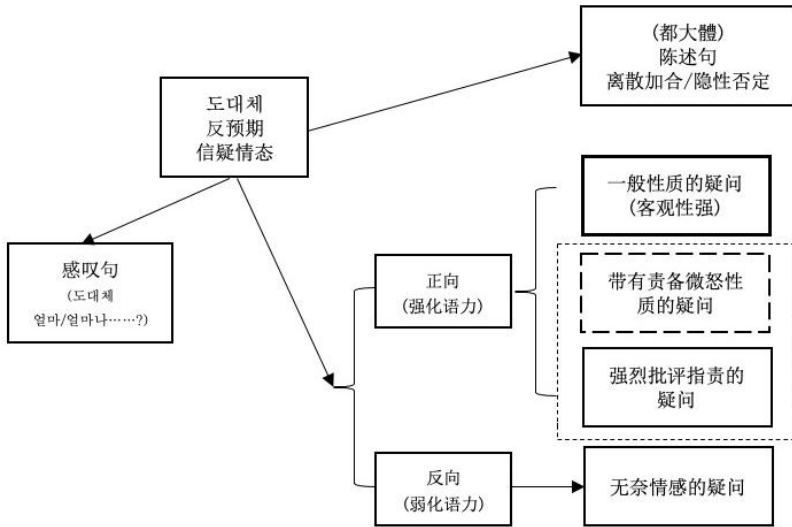 (都大體)
陈述句
离散加合/隐性否定
도대체
反预期
信疑情态
一般性质的疑问
(客观性强)
感叹句
(도대체
얼마/얼마나……?)
正向
(强化语力)
带有责备微怒性
质的疑问
强烈批评指责的
疑问
反向
(弱化语力)
无奈情感的疑问